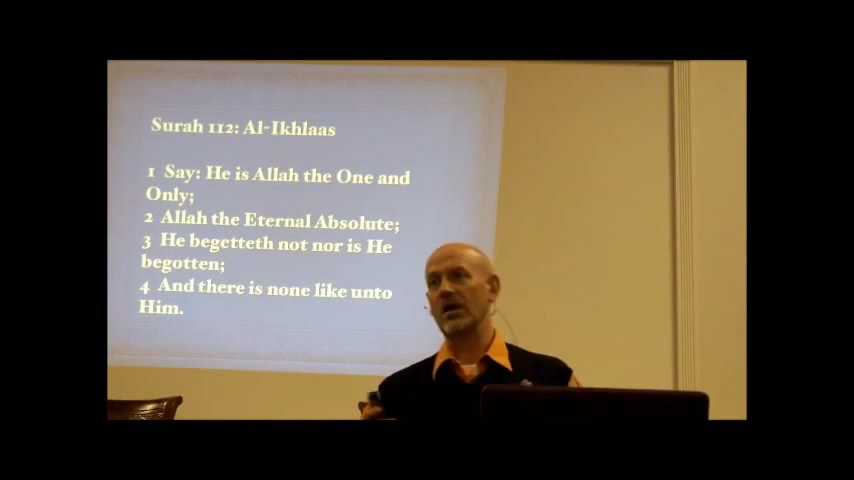 Surah 112: Al-Ikhlaas
1 Say: He is Allah the One and
Only;
2 Allah the Eternal Absolute;
3 He begetteth not nor is He
begotten;
4 And there is none like unto
Him.